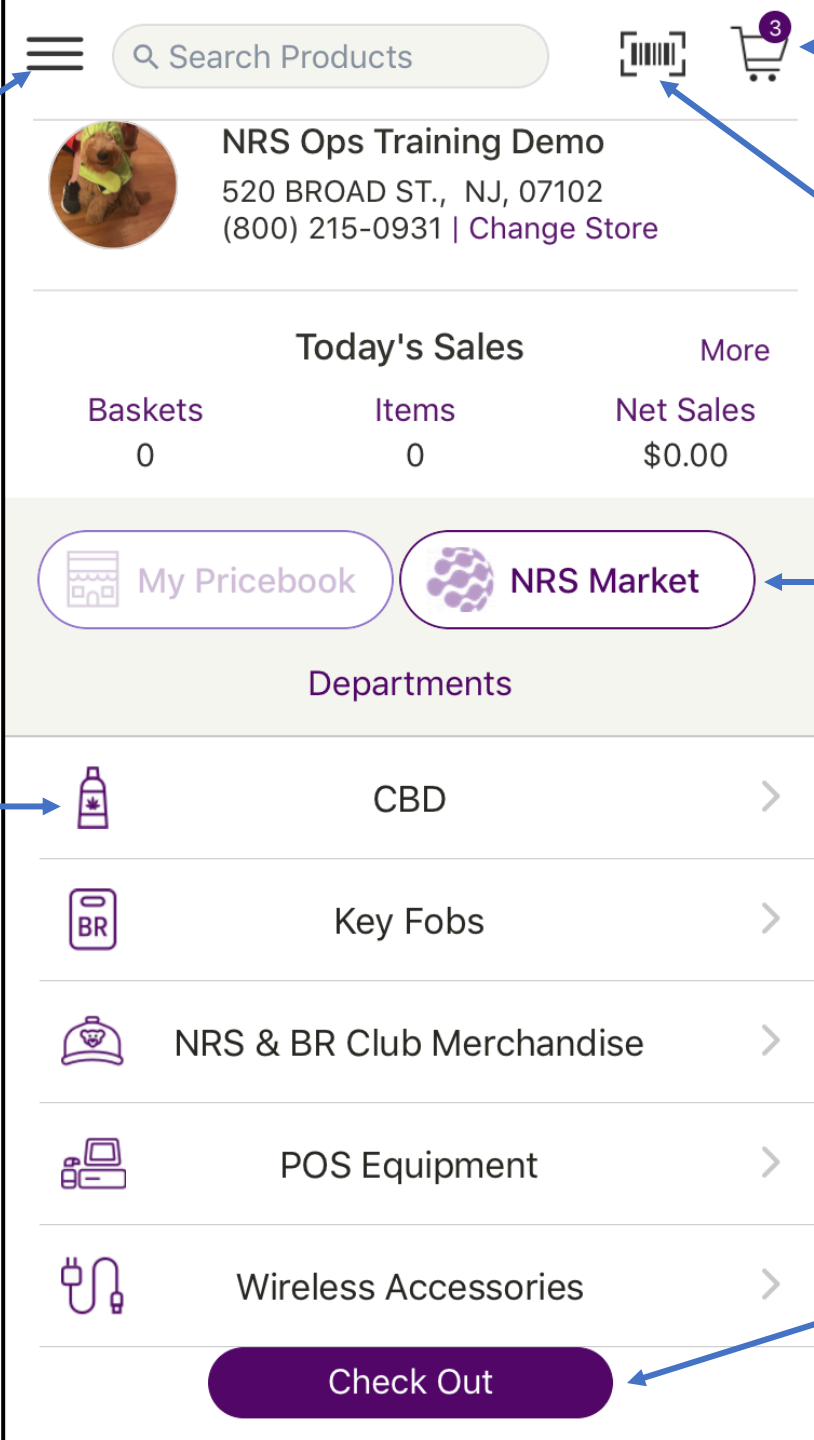 Search Products
3
NRS Ops Training Demo
520 BROAD ST., NJ, 07102
(800) 215-0931 | Change Store
Today's Sales More
Baskets Items Net Sales
0 0 $0.00
My Pricebook NRS Market
Departments
CBD
BR Key Fobs
NRS & BR Club Merchandise
POS Equipment
Wireless Accessories
Check Out